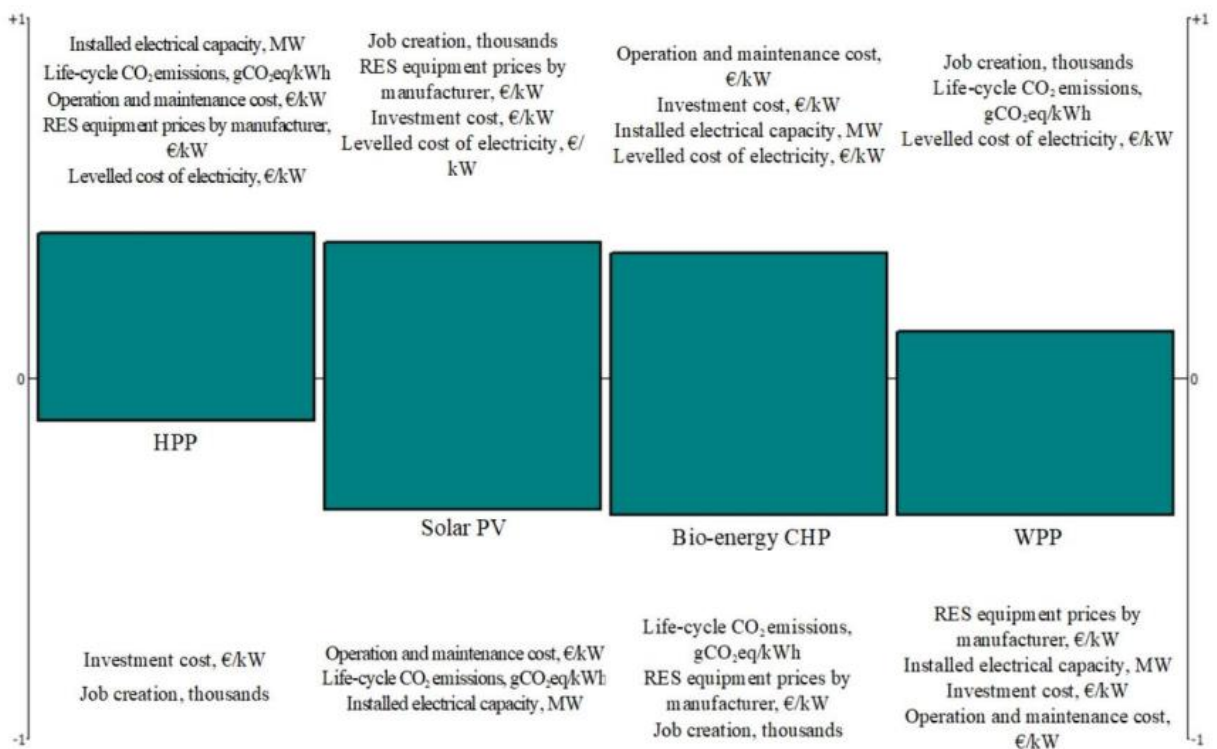 +1
+1
Installed electrical capacity, MW
Life-cycle CO₂ emissions, gCO₂eq/kWh
Operation and maintenance cost, €/kW
RES equipment prices by manufacturer,
€/kW
Levelled cost of electricity, €/kW
Job creation, thousands
RES equipment prices by
manufacturer, €/kW
Investment cost, €/kW
Levelled cost of electricity, €/
kW
Operation and maintenance cost,
€/kW
Investment cost, €/kW
Installed electrical capacity, MW
Levelled cost of electricity, €/kW
Job creation, thousands
Life-cycle CO₂ emissions,
gCO₂eq/kWh
Levelled cost of electricity, €/kW
0
0
HPP
Solar PV
Bio-energy CHP
WPP
Investment cost, €/kW
Job creation, thousands
Operation and maintenance cost, €/kW
Life-cycle CO₂ emissions, gCO₂eq/kWh
Installed electrical capacity, MW
Life-cycle CO₂ emissions,
gCO₂eq/kWh
RES equipment prices by
manufacturer, €/kW
Job creation, thousands
RES equipment prices by
manufacturer, €/kW
Installed electrical capacity, MW
Investment cost, €/kW
Operation and maintenance cost,
€/kW
-1
-1